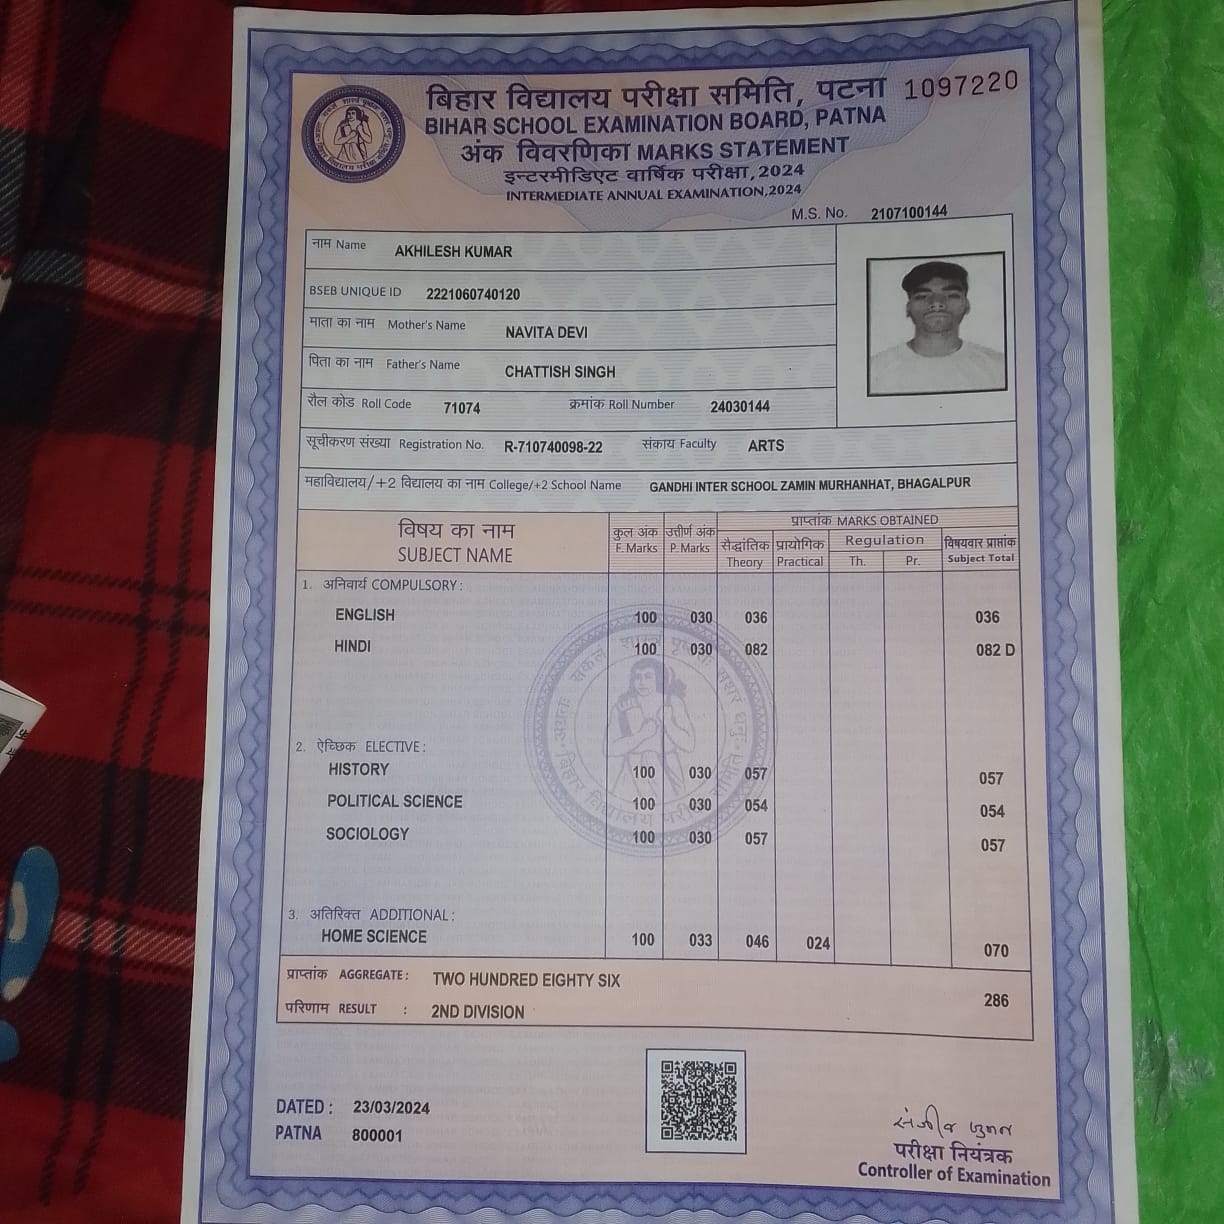 बिहार विद्यालय परीक्षा समिति, पटना 1097220
BIHAR SCHOOL EXAMINATION BOARD, PATNA
अंक विवरणिका MARKS STATEMENT
इन्टरमीडिएट वार्षिक परीक्षा,2024
INTERMEDIATE ANNUAL EXAMINATION,2024
M.S. No. 2107100144
नाम Name AKHILESH KUMAR
BSEB UNIQUE ID 2221060740120
माता का नाम Mother's Name NAVITA DEVI
पिता का नाम Father's Name CHATTISH SINGH
रौल कोड Roll Code 71074 क्रमांक Roll Number 24030144
सूचीकरण संख्या Registration No. R-710740098-22 संकाय Faculty ARTS
महाविद्यालय/+2 विद्यालय का नाम College/+2 School Name GANDHI INTER SCHOOL ZAMIN MURHANHAT, BHAGALPUR
विषय का नाम कुल अंक उत्तीर्ण अंक प्राप्तांक MARKS OBTAINED
SUBJECT NAME F. Marks P. Marks सैद्धांतिक प्रायोगिक Regulation विषयवार प्राप्तांक
Theory Practical Th. Pr. Subject Total
1. अनिवार्य COMPULSORY :
ENGLISH 100 030 036 036
HINDI 100 030 082 082 D
2. ऐच्छिक ELECTIVE :
HISTORY 100 030 057 057
POLITICAL SCIENCE 100 030 054 054
SOCIOLOGY 100 030 057 057
3. अतिरिक्त ADDITIONAL :
HOME SCIENCE 100 033 046 024 070
प्राप्तांक AGGREGATE : TWO HUNDRED EIGHTY SIX 286
परिणाम RESULT : 2ND DIVISION
DATED : 23/03/2024
PATNA 800001
परीक्षा नियंत्रक
Controller of Examination